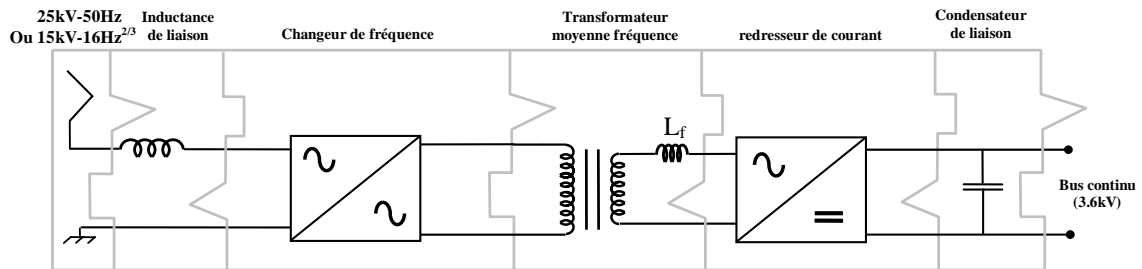 25kV-50Hz
Ou 15kV-16Hz2/3
Inductance
de liaison
Changeur de fréquence
Transformateur
moyenne fréquence
redresseur de courant
Condensateur
de liaison
Lf
Bus continu
(3.6kV)